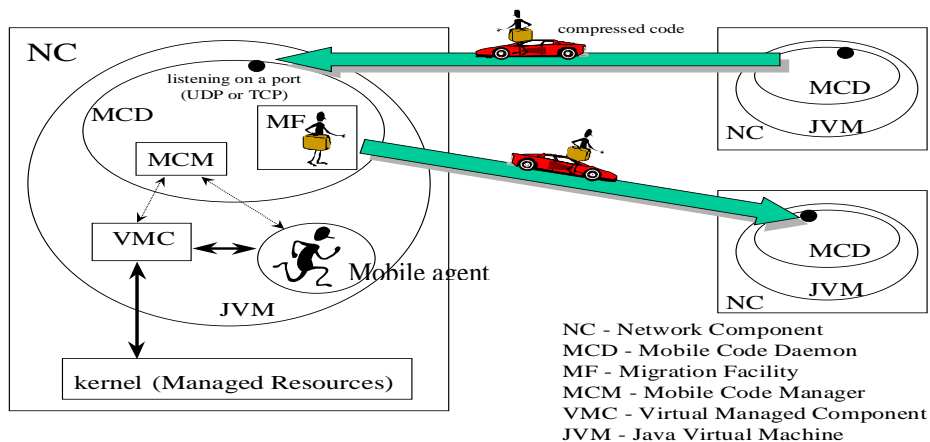 NC
compressed code
listening on a port
(UDP or TCP)
MCD
MF
MCM
VMC
Mobile agent
JVM
kernel (Managed Resources)
MCD
JVM
NC
MCD
JVM
NC
NC - Network Component
MCD - Mobile Code Daemon
MF - Migration Facility
MCM - Mobile Code Manager
VMC - Virtual Managed Component
JVM - Java Virtual Machine